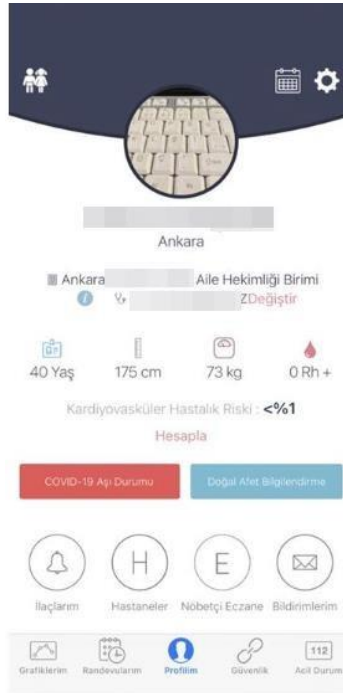 Ankara
Ankara Aile Hekimliği Birimi
ZDeğiştir
40 Yaş 175 cm 73 kg 0 Rh +
Kardiyovasküler Hastalık Riski : <%1
Hesapla
COVID-19 Aşı Durumu Doğal Afet Bilgilendirme
H E
İlaçlarım Hastaneler Nöbetçi Eczane Bildirimlerim
112
Grafiklerim Randevularım Profilim Güvenlik Acil Durum